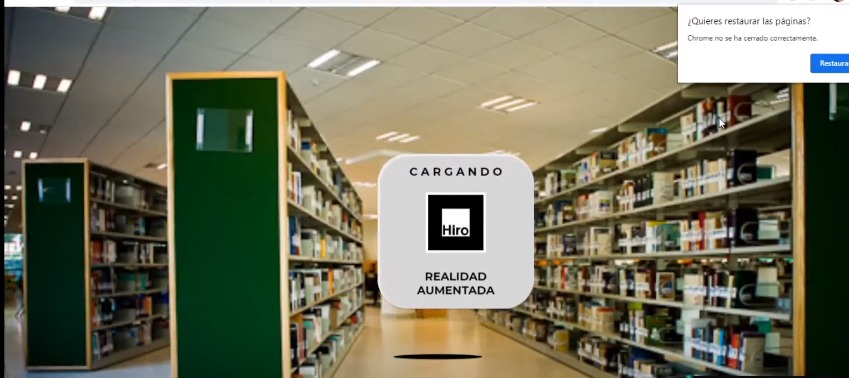 ¿Quieres restaurar las páginas?
Chrome no se ha cerrado correctamente.
Restaura
CARGANDO
Hiro
REALIDAD
AUMENTADA